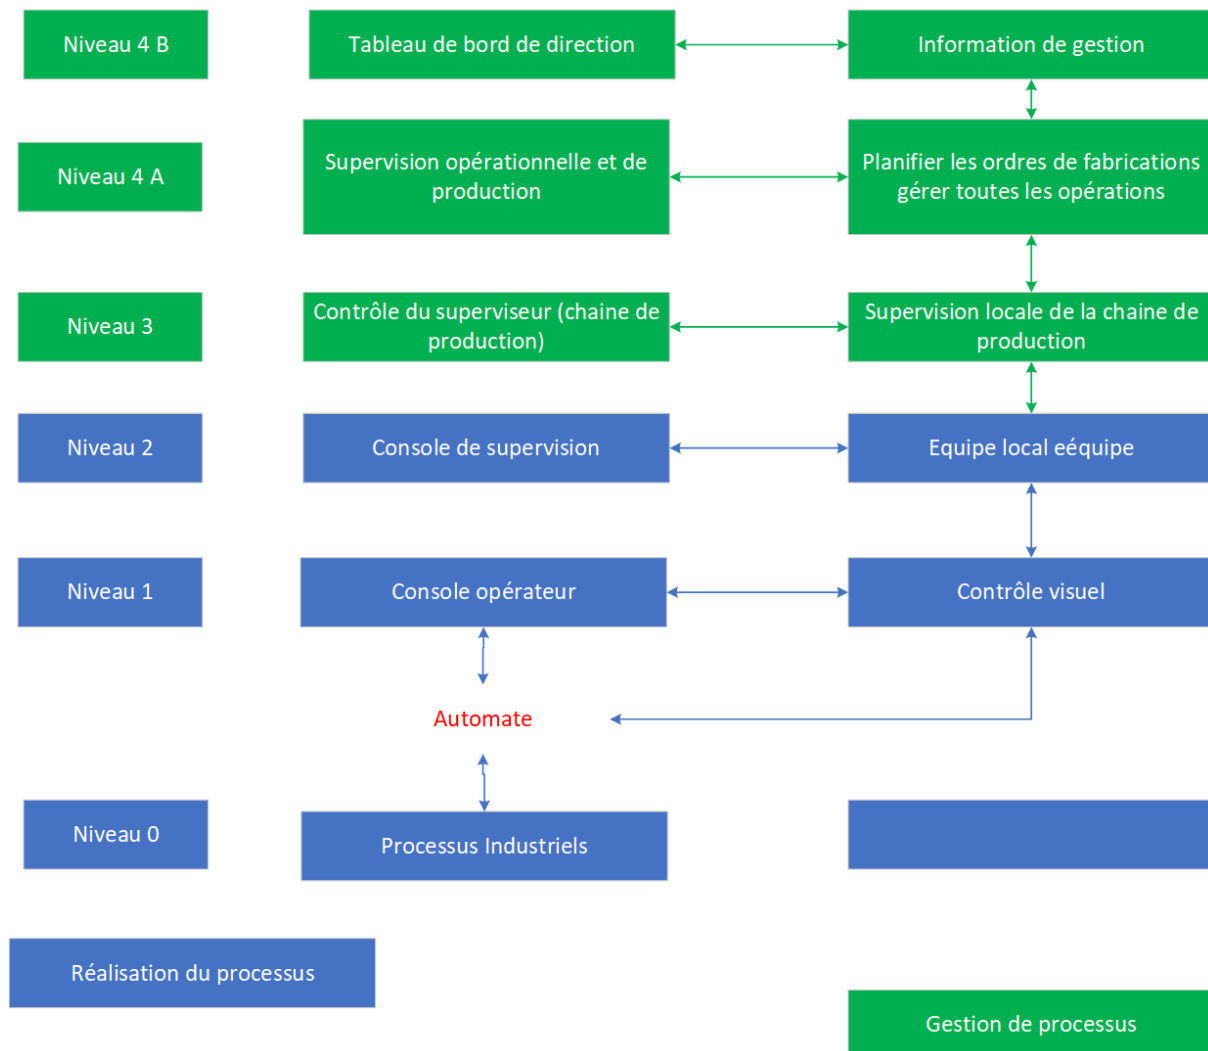 Niveau 4 B
Tableau de bord de direction
Information de gestion
Niveau 4 A
Supervision opérationnelle et de
production
Planifier les ordres de fabrications
gérer toutes les opérations
Niveau 3
Contrôle du superviseur (chaine de
production)
Supervision locale de la chaine de
production
Niveau 2
Console de supervision
Equipe local eéquipe
Niveau 1
Console opérateur
Contrôle visuel
Automate
Niveau 0
Processus Industriels
Réalisation du processus
Gestion de processus